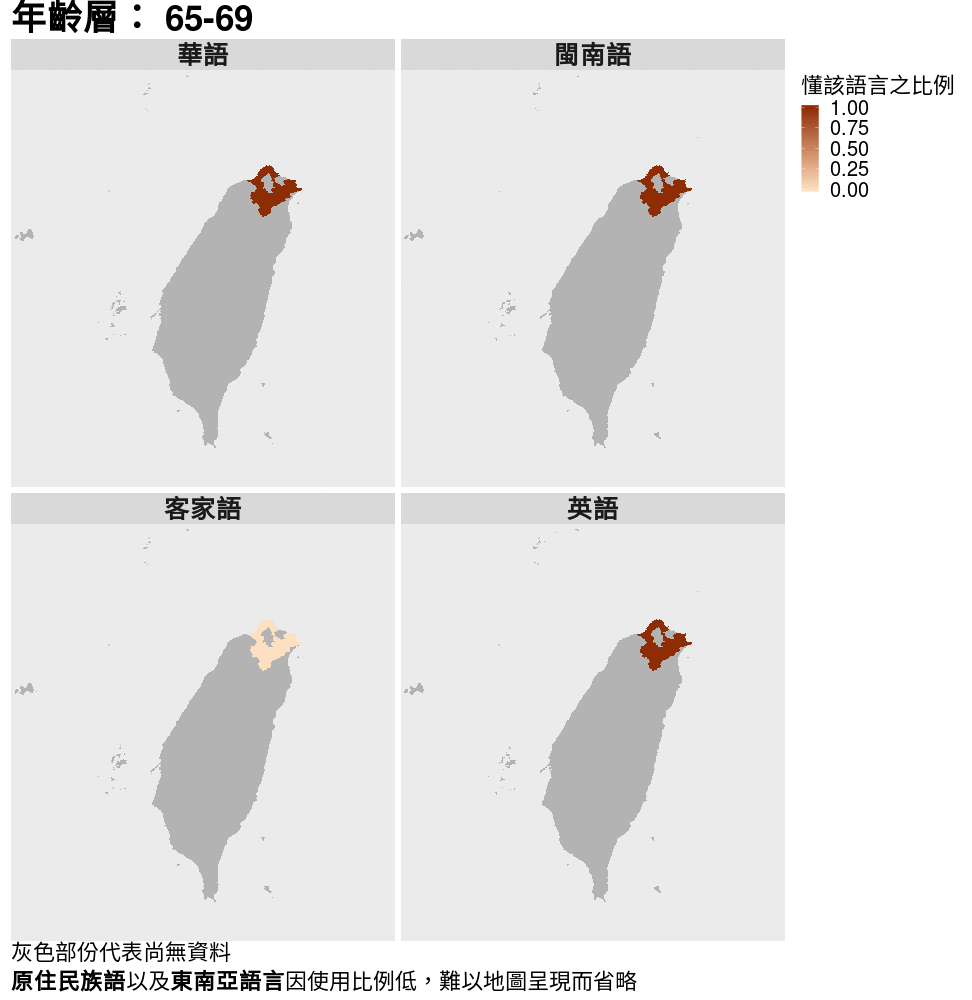 年齡層： 65-69
華語
閩南語
懂該語言之比例
1.00
0.75
0.50
0.25
0.00
客家語
英語
灰色部份代表尚無資料
原住民族語以及東南亞語言因使用比例低，難以地圖呈現而省略